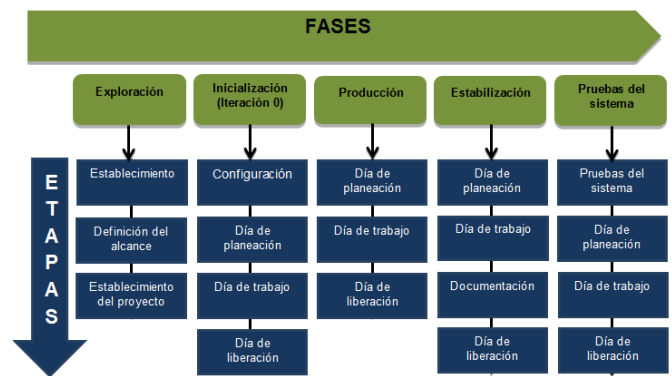 FASES
Exploración
Inicialización
(Iteración 0)
Producción
Estabilización
Pruebas del
sistema
ETAPAS
Establecimiento
Definición del
alcance
Establecimiento
del proyecto
Configuración
Día de
planeación
Día de trabajo
Día de
liberación
Día de
planeación
Día de trabajo
Día de
liberación
Día de
planeación
Día de trabajo
Documentación
Día de
liberación
Pruebas del
sistema
Día de
planeación
Día de trabajo
Día de
liberación